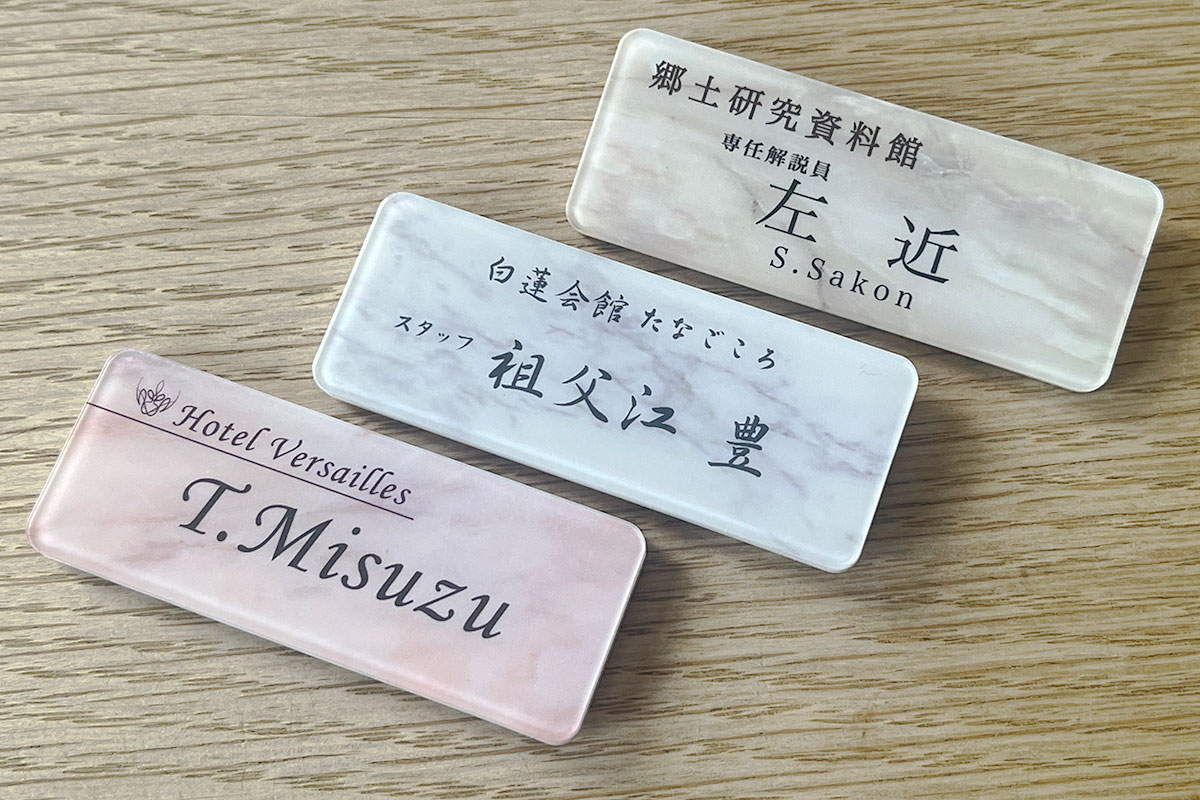 郷土研究資料館
専任解説員
左 近
S.Sakon
白蓮会館 たなごころ
スタッフ 祖父江 豊
Hotel Versailles
T.Misuzu